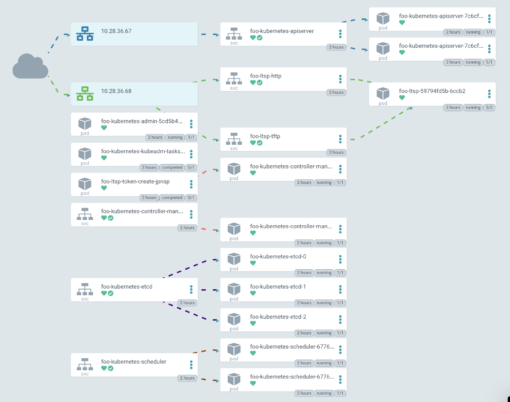 10.28.36.67
foo-kubernetes-apiserver
svc
2 hours
foo-kubernetes-apiserver-7c6cf...
pod
2 hours running 1/1
foo-kubernetes-apiserver-7c6cf...
pod
2 hours running 1/1
10.28.36.68
foo-ltsp-http
svc
2 hours
foo-ltsp-59794fd5b-6ccb2
pod
2 hours running
foo-kubernetes-admin-5cd5b4...
pod
2 hours running 1/1
foo-ltsp-tftp
svc
2 hours
foo-kubernetes-kubeadm-tasks...
pod
2 hours completed 0/1
foo-kubernetes-controller-man...
pod
2 hours running 1/1
foo-ltsp-token-create-jpnsp
pod
2 hours completed 0/1
foo-kubernetes-controller-man...
svc
2 hours
foo-kubernetes-controller-man...
pod
2 hours running 1/1
foo-kubernetes-etcd-0
pod
2 hours running 1/1
foo-kubernetes-etcd
svc
2 hours
foo-kubernetes-etcd-1
pod
2 hours running 1/1
foo-kubernetes-etcd-2
pod
2 hours running 1/1
foo-kubernetes-scheduler-6776...
pod
2 hours running 1/1
foo-kubernetes-scheduler
svc
2 hours
foo-kubernetes-scheduler-6776...
pod
2 hours running 1/1